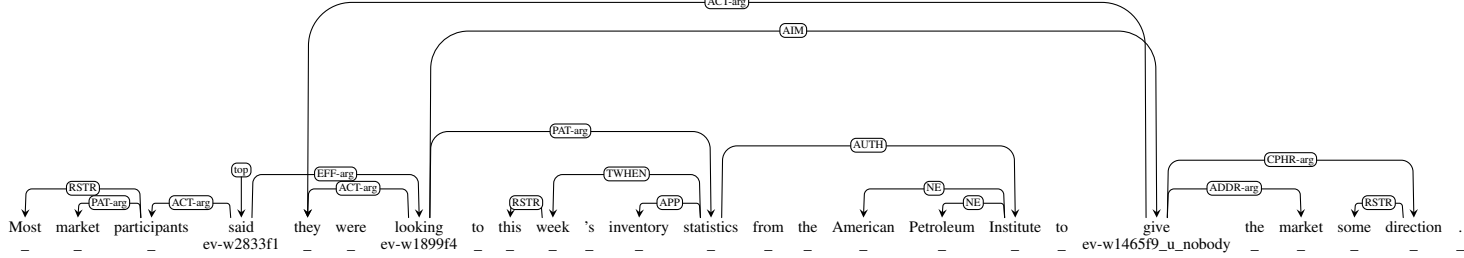 ACT-arg
AIM
PAT-arg
AUTH
CPHR-arg
top
EFF-arg
TWHEN
RSTR
ACT-arg
NE
ADDR-arg
PAT-arg
ACT-arg
RSTR
APP
NE
RSTR
Most market participants said they were looking to this week 's inventory statistics from the American Petroleum Institute to give the market some direction .
_ _ _ ev-w2833f1 _ _ ev-w1899f4 _ _ _ _ _ _ _ _ _ _ _ _ ev-w1465f9_u_nobody _ _ _ _ _